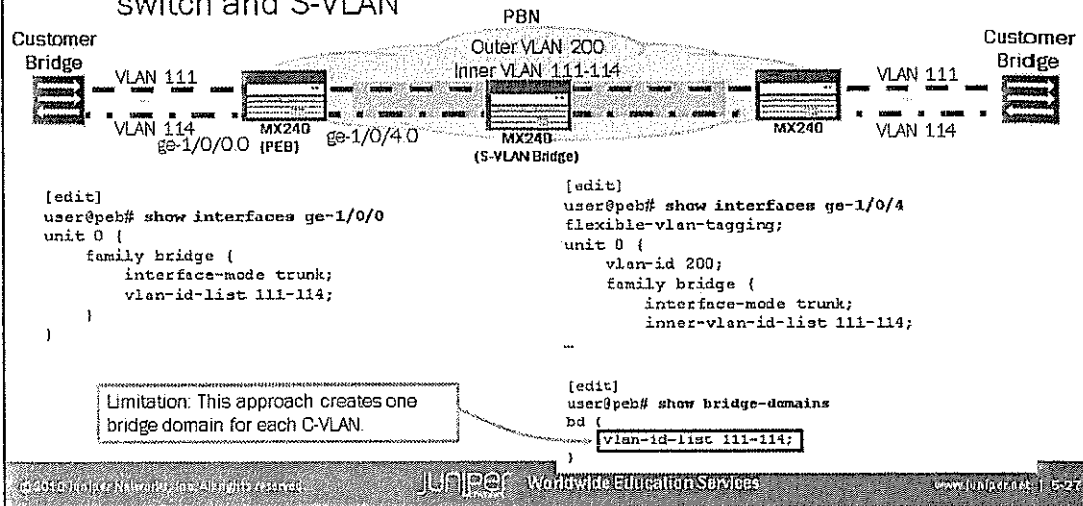 switch and S-VLAN
PBN
Customer
Bridge
Outer VLAN 200
Inner VLAN 111-114
Customer
Bridge
VLAN 111
VLAN 111
VLAN 114
VLAN 114
ge-1/0/0.0
MX240
(PEB)
ge-1/0/4.0
MX240
(S-VLAN Bridge)
MX240
[edit]
user@peb# show interfaces ge-1/0/0
unit 0 {
family bridge {
interface-mode trunk;
vlan-id-list 111-114;
}
}
[edit]
user@peb# show interfaces ge-1/0/4
flexible-vlan-tagging;
unit 0 {
vlan-id 200;
family bridge {
interface-mode trunk;
inner-vlan-id-list 111-114;
…
Limitation: This approach creates one
bridge domain for each C-VLAN.
[edit]
user@peb# show bridge-domains
bd {
vlan-id-list 111-114;
}
© 2010 Juniper Networks, Inc. All rights reserved.
JUNIPER
Worldwide Education Services
www.juniper.net | 5-27